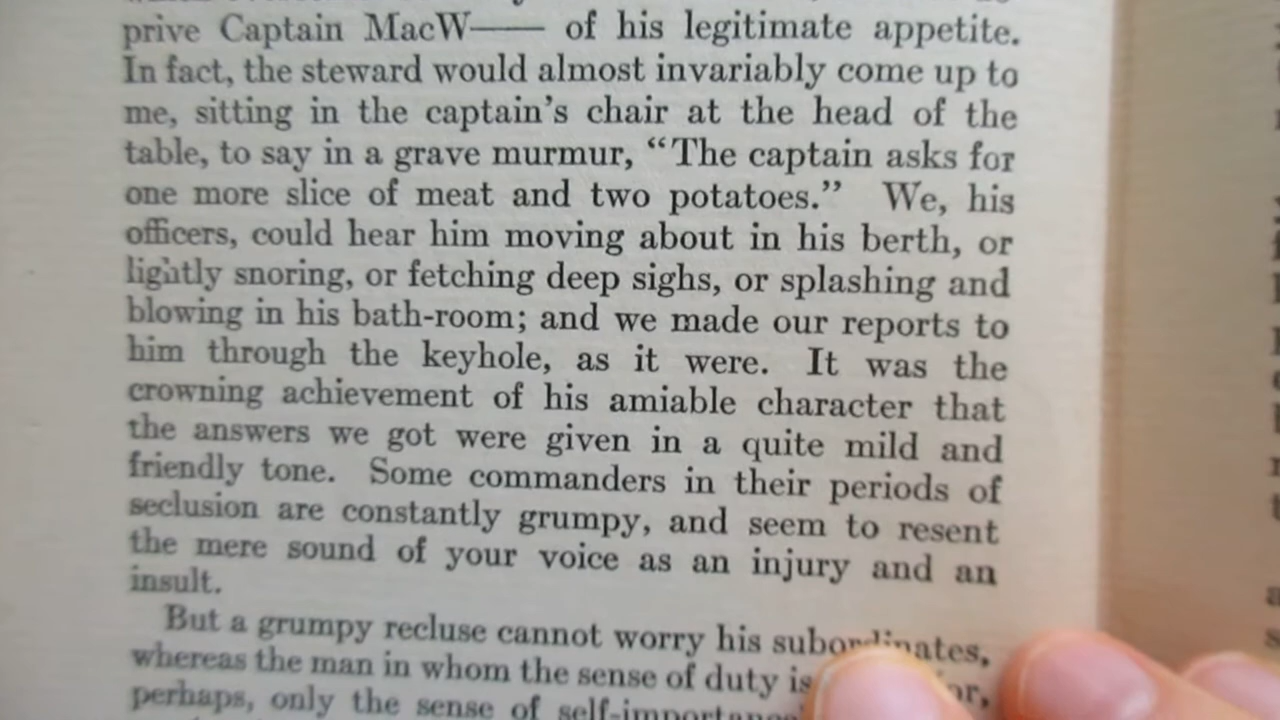 prive Captain MacW—— of his legitimate appetite.
In fact, the steward would almost invariably come up to
me, sitting in the captain's chair at the head of the
table, to say in a grave murmur, “The captain asks for
one more slice of meat and two potatoes.” We, his
officers, could hear him moving about in his berth, or
lightly snoring, or fetching deep sighs, or splashing and
blowing in his bath-room; and we made our reports to
him through the keyhole, as it were. It was the
crowning achievement of his amiable character that
the answers we got were given in a quite mild and
friendly tone. Some commanders in their periods of
seclusion are constantly grumpy, and seem to resent
the mere sound of your voice as an injury and an
insult.
But a grumpy recluse cannot worry his subordinates,
whereas the man in whom the sense of duty is
perhaps, only the sense of self-importance